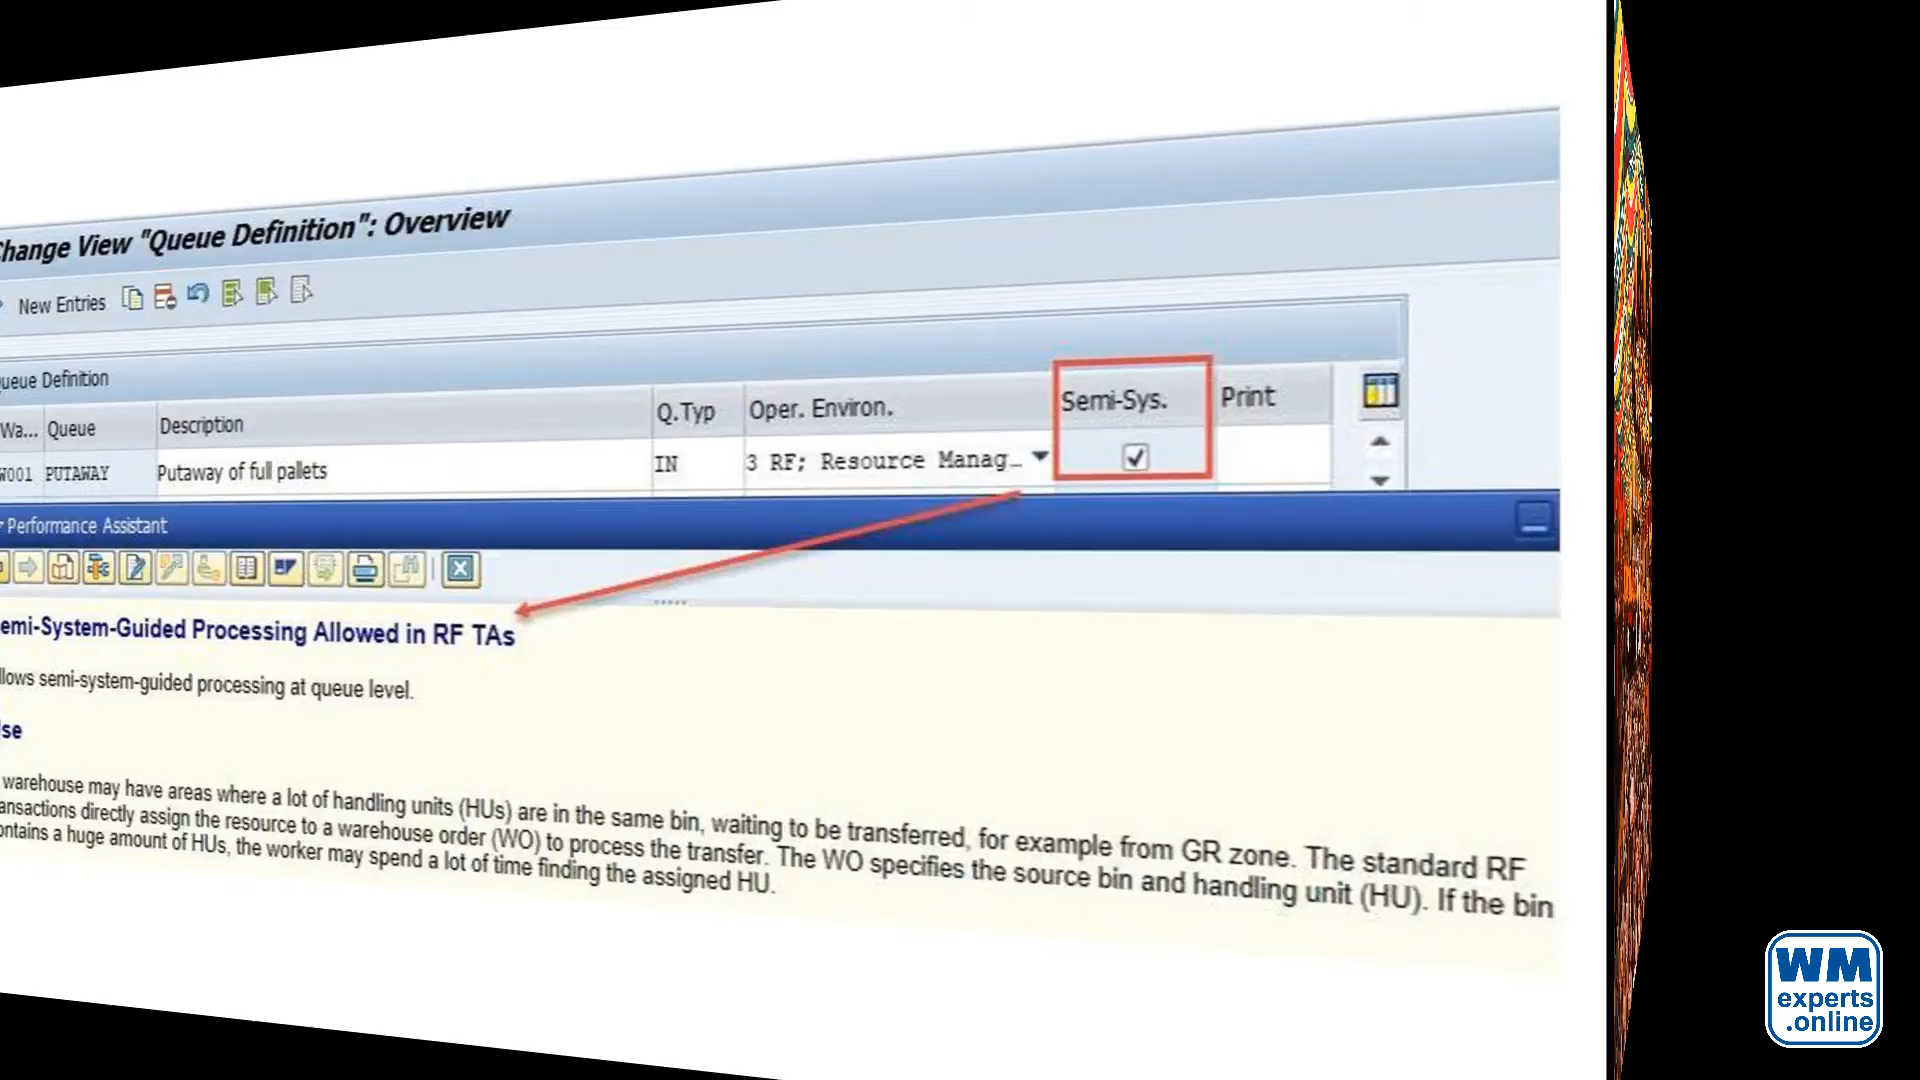 Change View "Queue Definition": Overview
New Entries
Queue Definition
Wa... Queue Description Q.Typ Oper. Environ. Semi-Sys. Print
W001 PUTAWAY Putaway of full pallets IN 3 RF; Resource Manag…
Performance Assistant
emi-System-Guided Processing Allowed in RF TAs
llows semi-system-guided processing at queue level.
se
warehouse may have areas where a lot of handling units (HUs) are in the same bin, waiting to be transferred, for example from GR zone. The standard RF
ansactions directly assign the resource to a warehouse order (WO) to process the transfer. The WO specifies the source bin and handling unit (HU). If the bin
ontains a huge amount of HUs, the worker may spend a lot of time finding the assigned HU.
WM
experts
.online